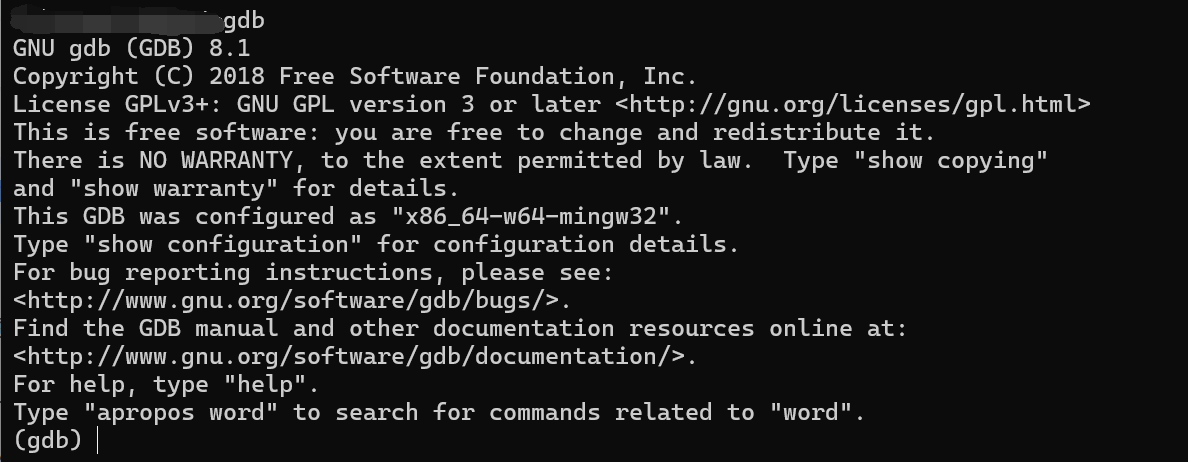 gdb
GNU gdb (GDB) 8.1
Copyright (C) 2018 Free Software Foundation, Inc.
License GPLv3+: GNU GPL version 3 or later <http://gnu.org/licenses/gpl.html>
This is free software: you are free to change and redistribute it.
There is NO WARRANTY, to the extent permitted by law.  Type "show copying"
and "show warranty" for details.
This GDB was configured as "x86_64-w64-mingw32".
Type "show configuration" for configuration details.
For bug reporting instructions, please see:
<http://www.gnu.org/software/gdb/bugs/>.
Find the GDB manual and other documentation resources online at:
<http://www.gnu.org/software/gdb/documentation/>.
For help, type "help".
Type "apropos word" to search for commands related to "word".
(gdb)